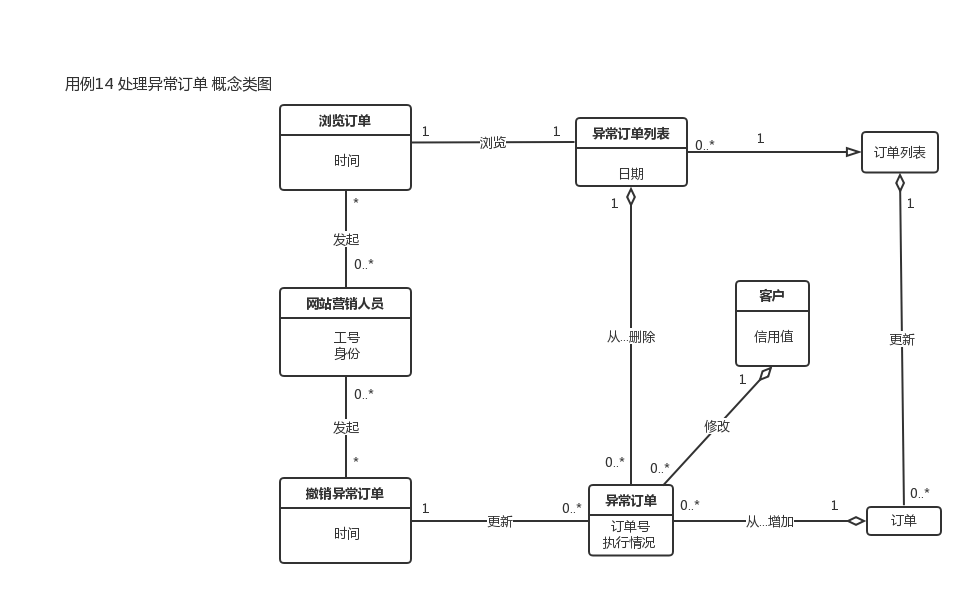 用例14 处理异常订单 概念类图
浏览订单
时间
1
浏览
1
异常订单列表
日期
0..*
1
订单列表
*
发起
0..*
1
1
网站营销人员
工号
身份
从...删除
客户
信用值
更新
0..*
发起
*
1
修改
0..*
0..*
0..*
撤销异常订单
时间
1
更新
0..*
异常订单
订单号
执行情况
0..*
从...增加
1
订单